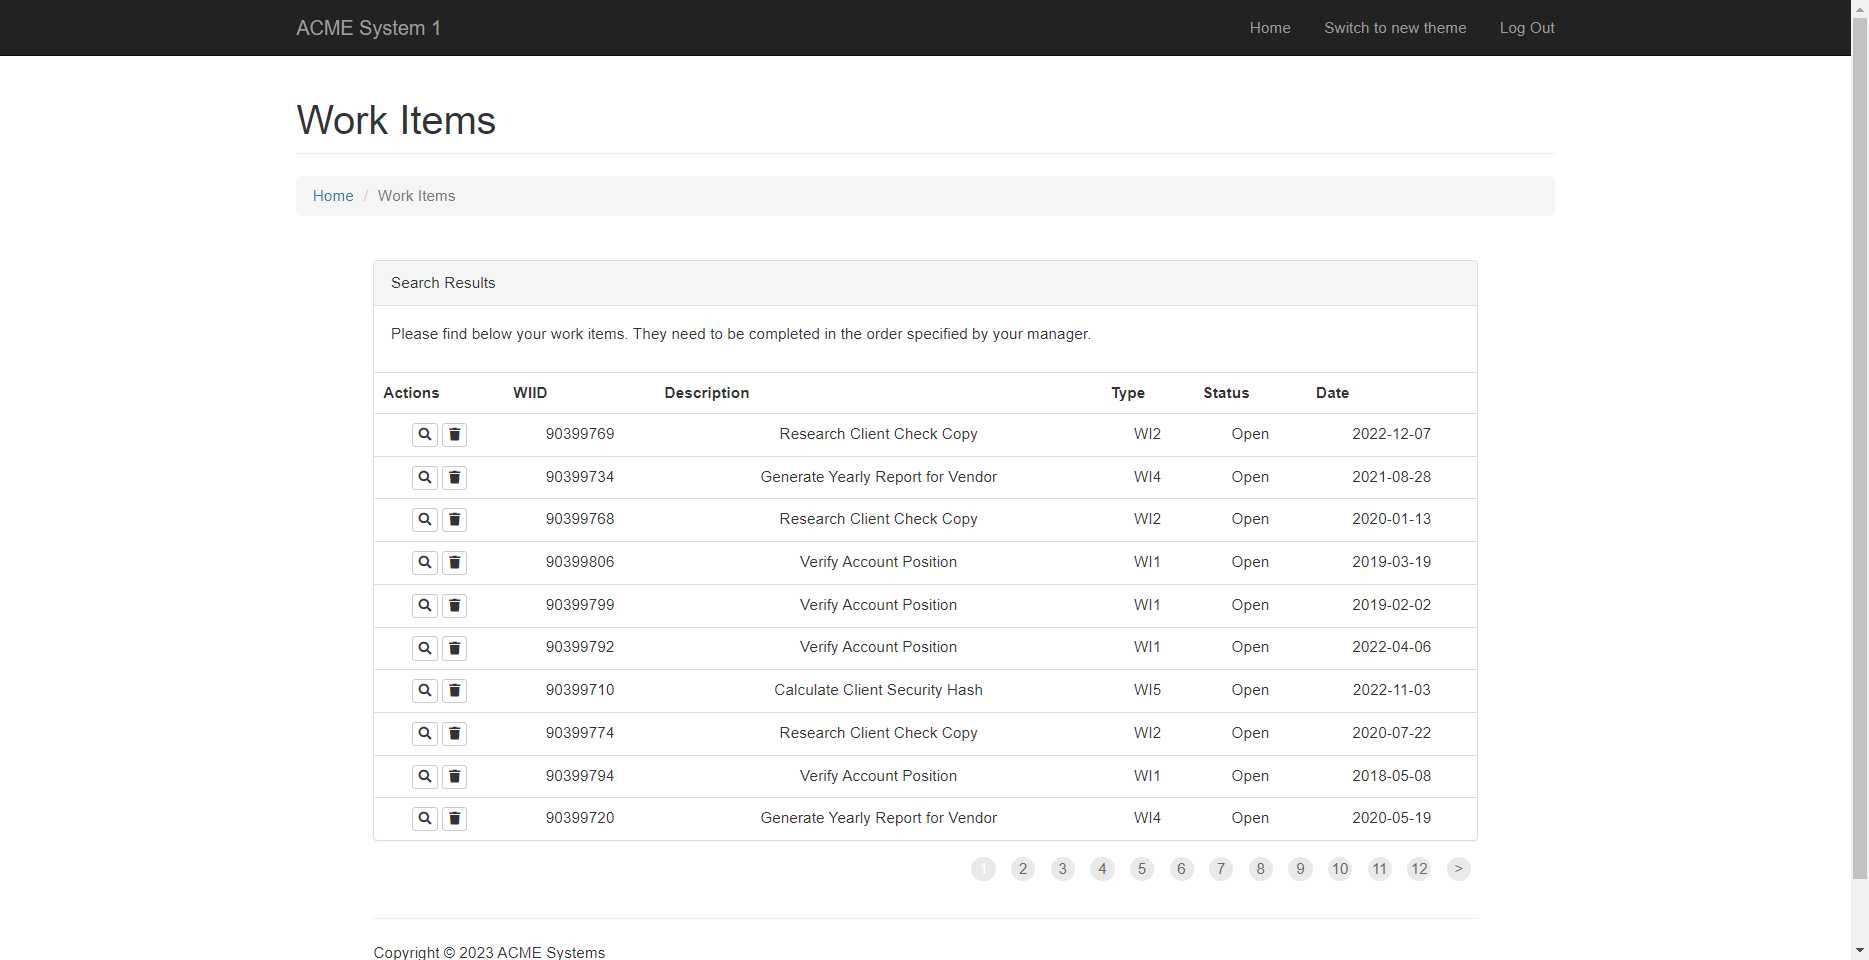 ACME System 1 Home Switch to new theme Log Out
Work Items
Home / Work Items
Search Results
Please find below your work items. They need to be completed in the order specified by your manager.
Actions WIID Description Type Status Date
90399769 Research Client Check Copy WI2 Open 2022-12-07
90399734 Generate Yearly Report for Vendor WI4 Open 2021-08-28
90399768 Research Client Check Copy WI2 Open 2020-01-13
90399806 Verify Account Position WI1 Open 2019-03-19
90399799 Verify Account Position WI1 Open 2019-02-02
90399792 Verify Account Position WI1 Open 2022-04-06
90399710 Calculate Client Security Hash WI5 Open 2022-11-03
90399774 Research Client Check Copy WI2 Open 2020-07-22
90399794 Verify Account Position WI1 Open 2018-05-08
90399720 Generate Yearly Report for Vendor WI4 Open 2020-05-19
1 2 3 4 5 6 7 8 9 10 11 12 >
Copyright © 2023 ACME Systems